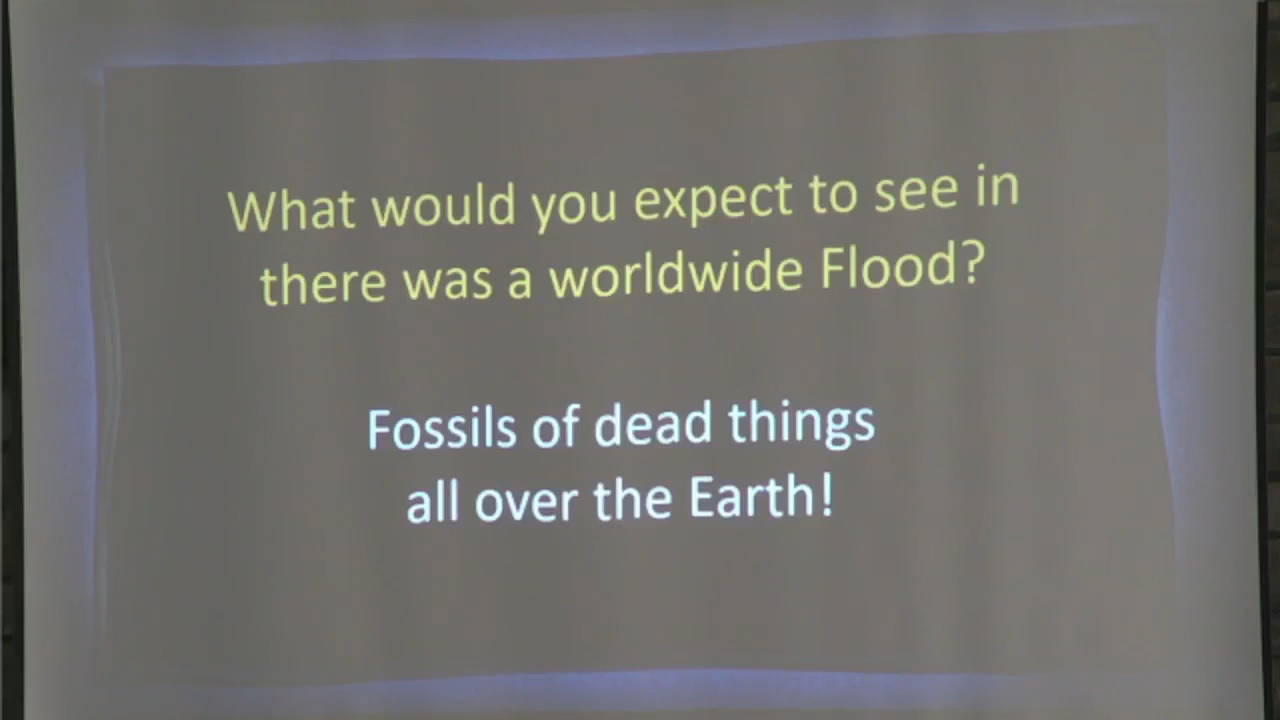 What would you expect to see in
there was a worldwide Flood?
Fossils of dead things
all over the Earth!